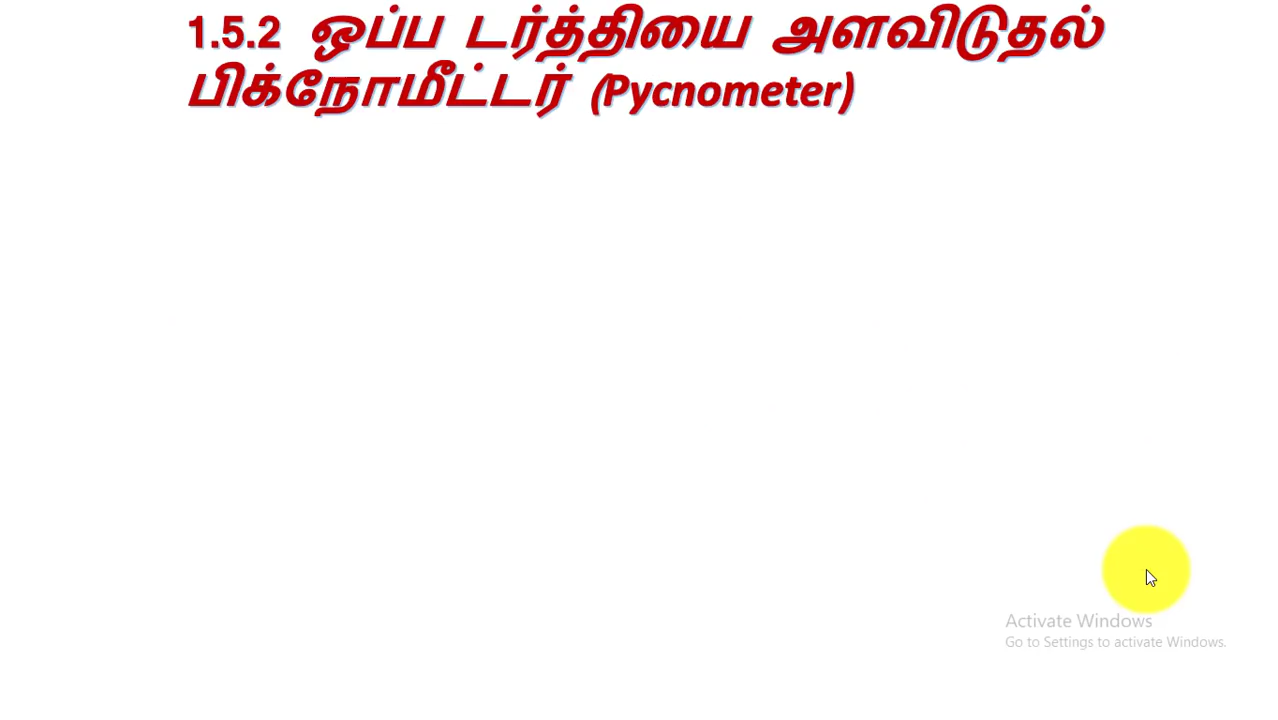 1.5.2 ஒப்ப டர்த்தியை அளவிடுதல்
பிக்நோமீட்டர் (Pycnometer)
Activate Windows
Go to Settings to activate Windows.